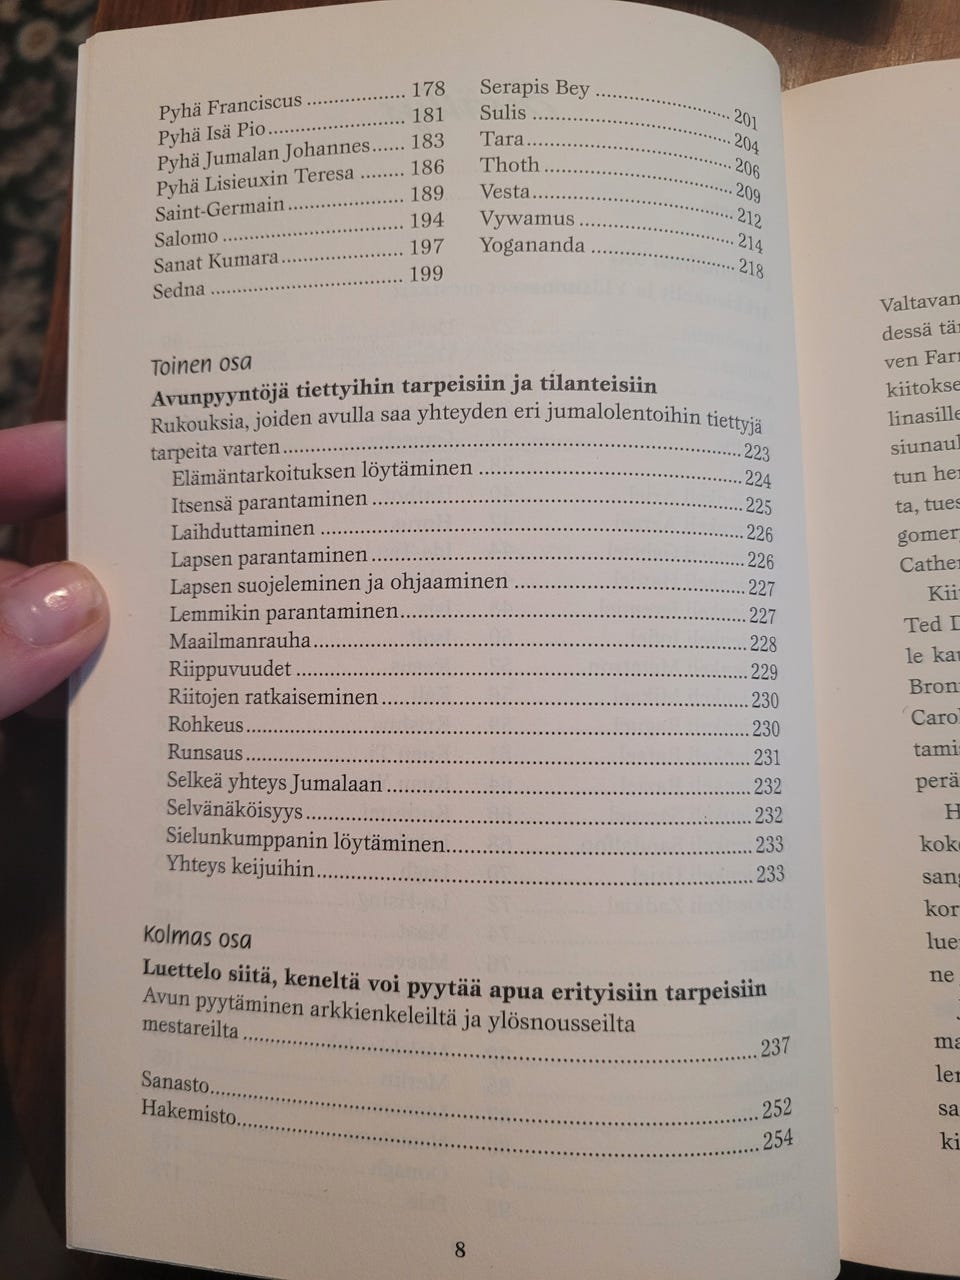 Pyhä Franciscus ................. 178
Pyhä Isä Pio ....................... 181
Pyhä Jumalan Johannes...... 183
Pyhä Lisieuxin Teresa ........ 186
Saint-Germain .................... 189
Salomo ................................ 194
Sanat Kumara ..................... 197
Sedna .................................. 199
Serapis Bey ........................ 201
Sulis .................................... 204
Tara ..................................... 206
Thoth .................................. 209
Vesta ................................... 212
Vywamus ............................ 214
Yogananda ......................... 218
Toinen osa
Avunpyyntöjä tiettyihin tarpeisiin ja tilanteisiin
Rukouksia, joiden avulla saa yhteyden eri jumalolentoihin tiettyjä
tarpeita varten ................................ 223
Elämäntarkoituksen löytäminen ................................ 224
Itsensä parantaminen ................................ 225
Laihduttaminen ................................ 226
Lapsen parantaminen ................................ 226
Lapsen suojeleminen ja ohjaaminen ................................ 227
Lemmikin parantaminen ................................ 227
Maailmanrauha ................................ 228
Riippuvuudet ................................ 229
Riitojen ratkaiseminen ................................ 230
Rohkeus ................................ 230
Runsaus ................................ 231
Selkeä yhteys Jumalaan ................................ 232
Selvänäköisyys ................................ 232
Sielunkumppanin löytäminen ................................ 233
Yhteys keijuihin ................................ 233
Kolmas osa
Luettelo siitä, keneltä voi pyytää apua erityisiin tarpeisiin
Avun pyytäminen arkkienkeleiltä ja ylösnousseilta
mestareilta ................................ 237
Sanasto ................................ 252
Hakemisto ................................ 254
8
Valtavan
dessä tä
ven Far
kiitokse
linasille
siunau
tun he
ta, tues
gomer
Cathe
Kii
Ted D
le ka
Bron
Caro
tami
perä
H
kok
san
kor
lue
ne
ma
ler
sa
ki